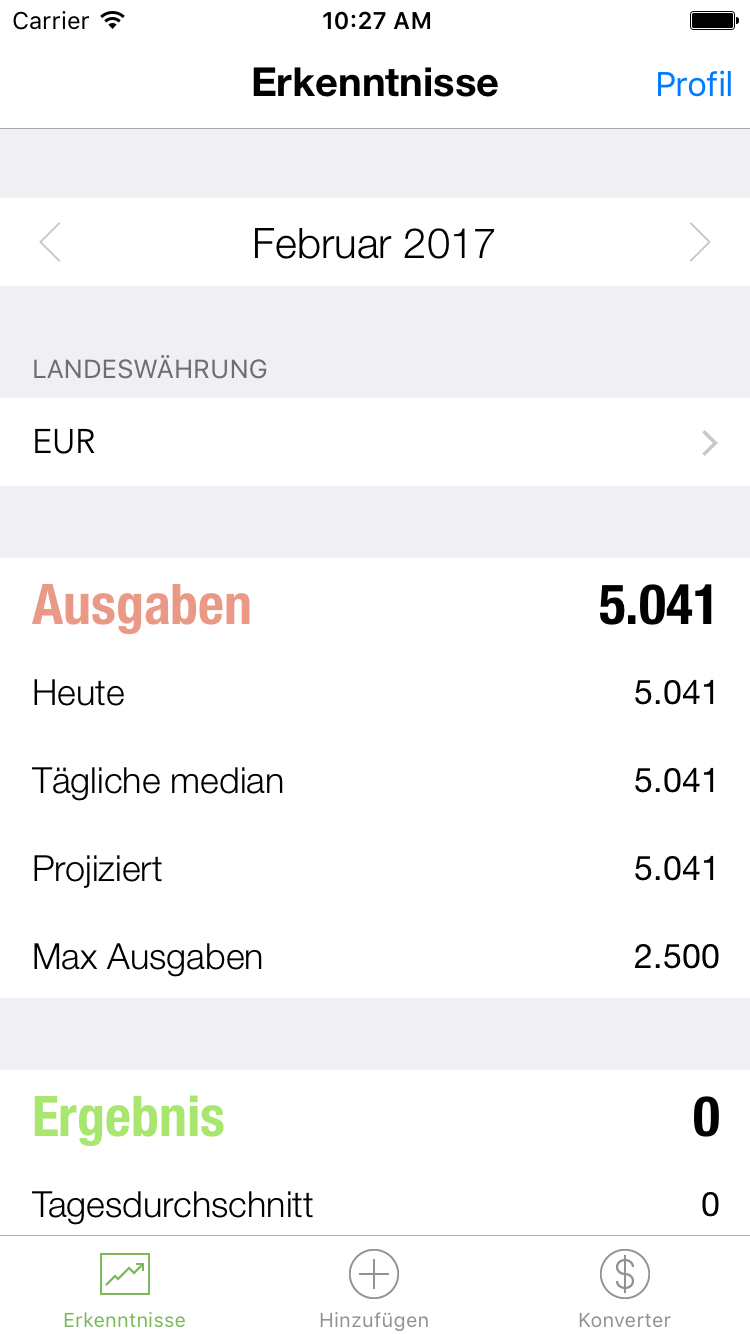 Carrier 10:27 AM
Erkenntnisse Profil
Februar 2017
LANDESWÄHRUNG
EUR
Ausgaben 5.041
Heute 5.041
Tägliche median 5.041
Projiziert 5.041
Max Ausgaben 2.500
Ergebnis 0
Tagesdurchschnitt 0
Erkenntnisse Hinzufügen Konverter